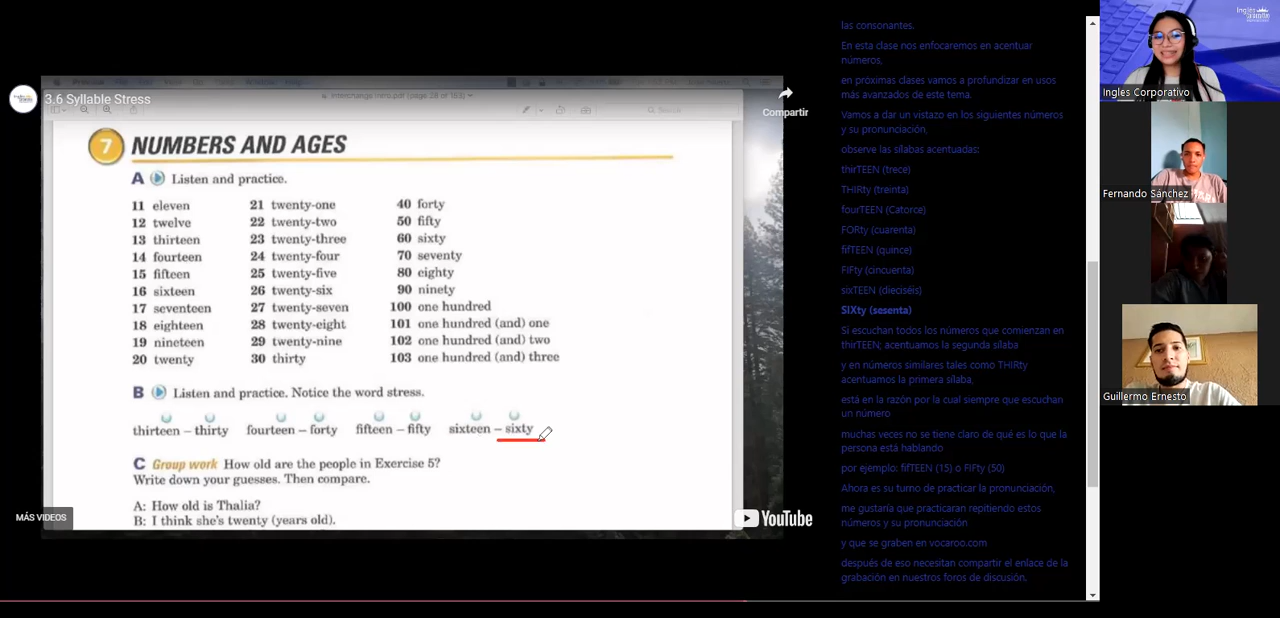 3.6 Syllable Stress
Compartir
7 NUMBERS AND AGES
A Listen and practice.
11 eleven
12 twelve
13 thirteen
14 fourteen
15 fifteen
16 sixteen
17 seventeen
18 eighteen
19 nineteen
20 twenty
21 twenty-one
22 twenty-two
23 twenty-three
24 twenty-four
25 twenty-five
26 twenty-six
27 twenty-seven
28 twenty-eight
29 twenty-nine
30 thirty
40 forty
50 fifty
60 sixty
70 seventy
80 eighty
90 ninety
100 one hundred
101 one hundred (and) one
102 one hundred (and) two
103 one hundred (and) three
B Listen and practice. Notice the word stress.
thirteen – thirty fourteen – forty fifteen – fifty sixteen – sixty
C Group work How old are the people in Exercise 5?
Write down your guesses. Then compare.
A: How old is Thalia?
B: I think she's twenty (years old).
MÁS VIDEOS
YouTube
las consonantes.
En esta clase nos enfocaremos en acentuar
números,
en próximas clases vamos a profundizar en usos
más avanzados de este tema.
Vamos a dar un vistazo en los siguientes números
y su pronunciación,
observe las sílabas acentuadas:
thirTEEN (trece)
THIRty (treinta)
fourTEEN (Catorce)
FORty (cuarenta)
fifTEEN (quince)
FIFty (cincuenta)
sixTEEN (dieciséis)
SIXty (sesenta)
Si escuchan todos los números que comienzan en
thirTEEN; acentuamos la segunda sílaba
y en números similares tales como THIRty
acentuamos la primera sílaba,
está en la razón por la cual siempre que escuchan
un número
muchas veces no se tiene claro de qué es lo que la
persona está hablando
por ejemplo: fifTEEN (15) o FIFty (50)
Ahora es su turno de practicar la pronunciación,
me gustaría que practicaran repitiendo estos
números y su pronunciación
y que se graben en vocaroo.com
después de eso necesitan compartir el enlace de la
grabación en nuestros foros de discusión.
Ingles Corporativo
Fernando Sánchez
Guillermo Ernesto